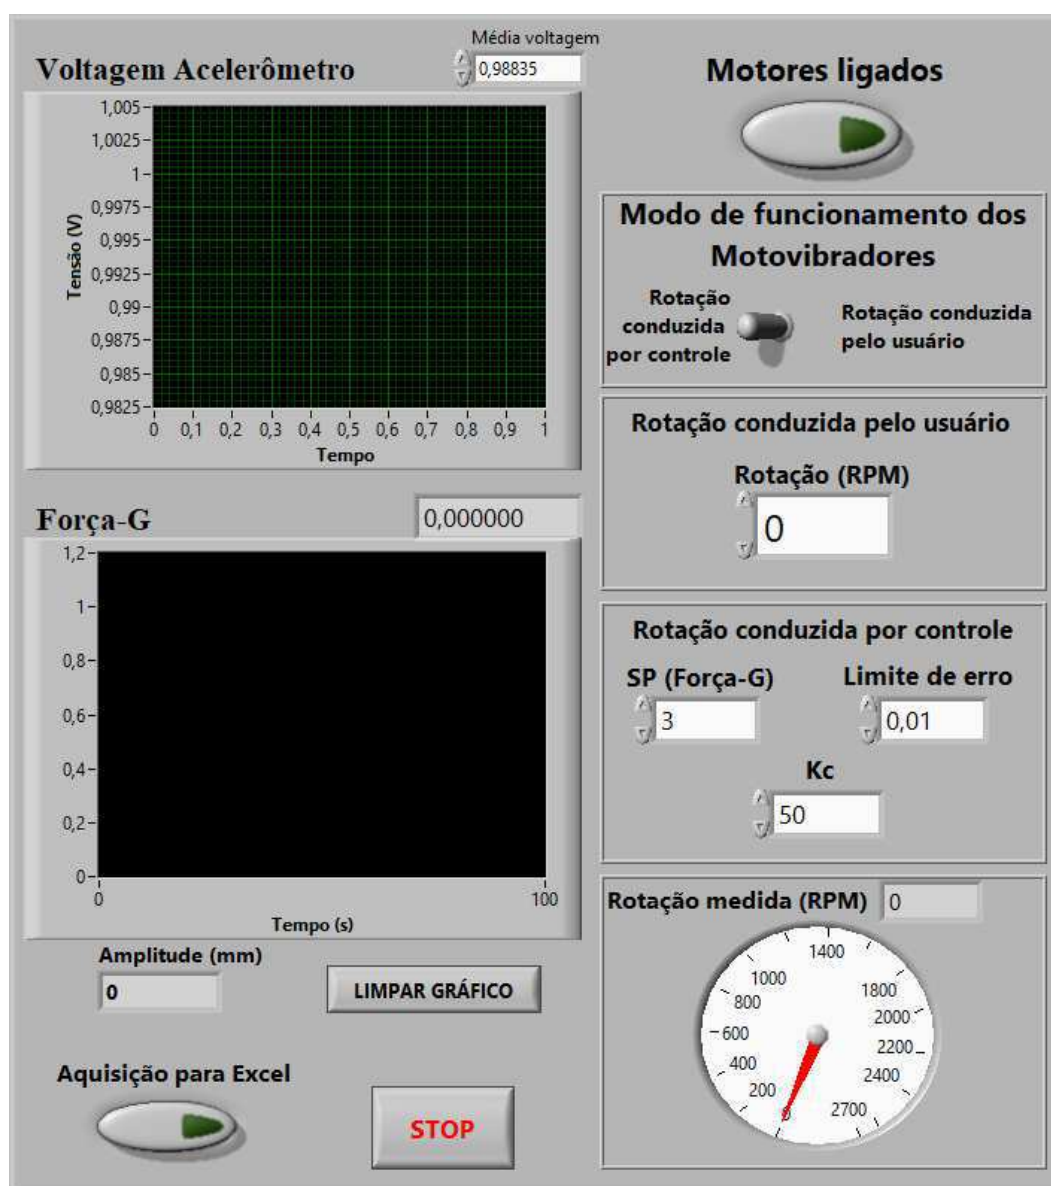 Média voltagem
Voltagem Acelerômetro
0,98835
1,005
1,0025
1
0,9975
0,995
0,9925
0,99
0,9875
0,985
0,9825
Tensão (V)
0 0,1 0,2 0,3 0,4 0,5 0,6 0,7 0,8 0,9 1
Tempo
Força-G
0,000000
1,2
1
0,8
0,6
0,4
0,2
0
0 100
Tempo (s)
Amplitude (mm)
0
LIMPAR GRÁFICO
Aquisição para Excel
STOP
Motores ligados
Modo de funcionamento dos
Motovibradores
Rotação
conduzida
por controle
Rotação conduzida
pelo usuário
Rotação conduzida pelo usuário
Rotação (RPM)
0
Rotação conduzida por controle
SP (Força-G)
3
Limite de erro
0,01
Kc
50
Rotação medida (RPM)
0
0
200
400
600
800
1000
1400
1800
2000
2200
2400
2700